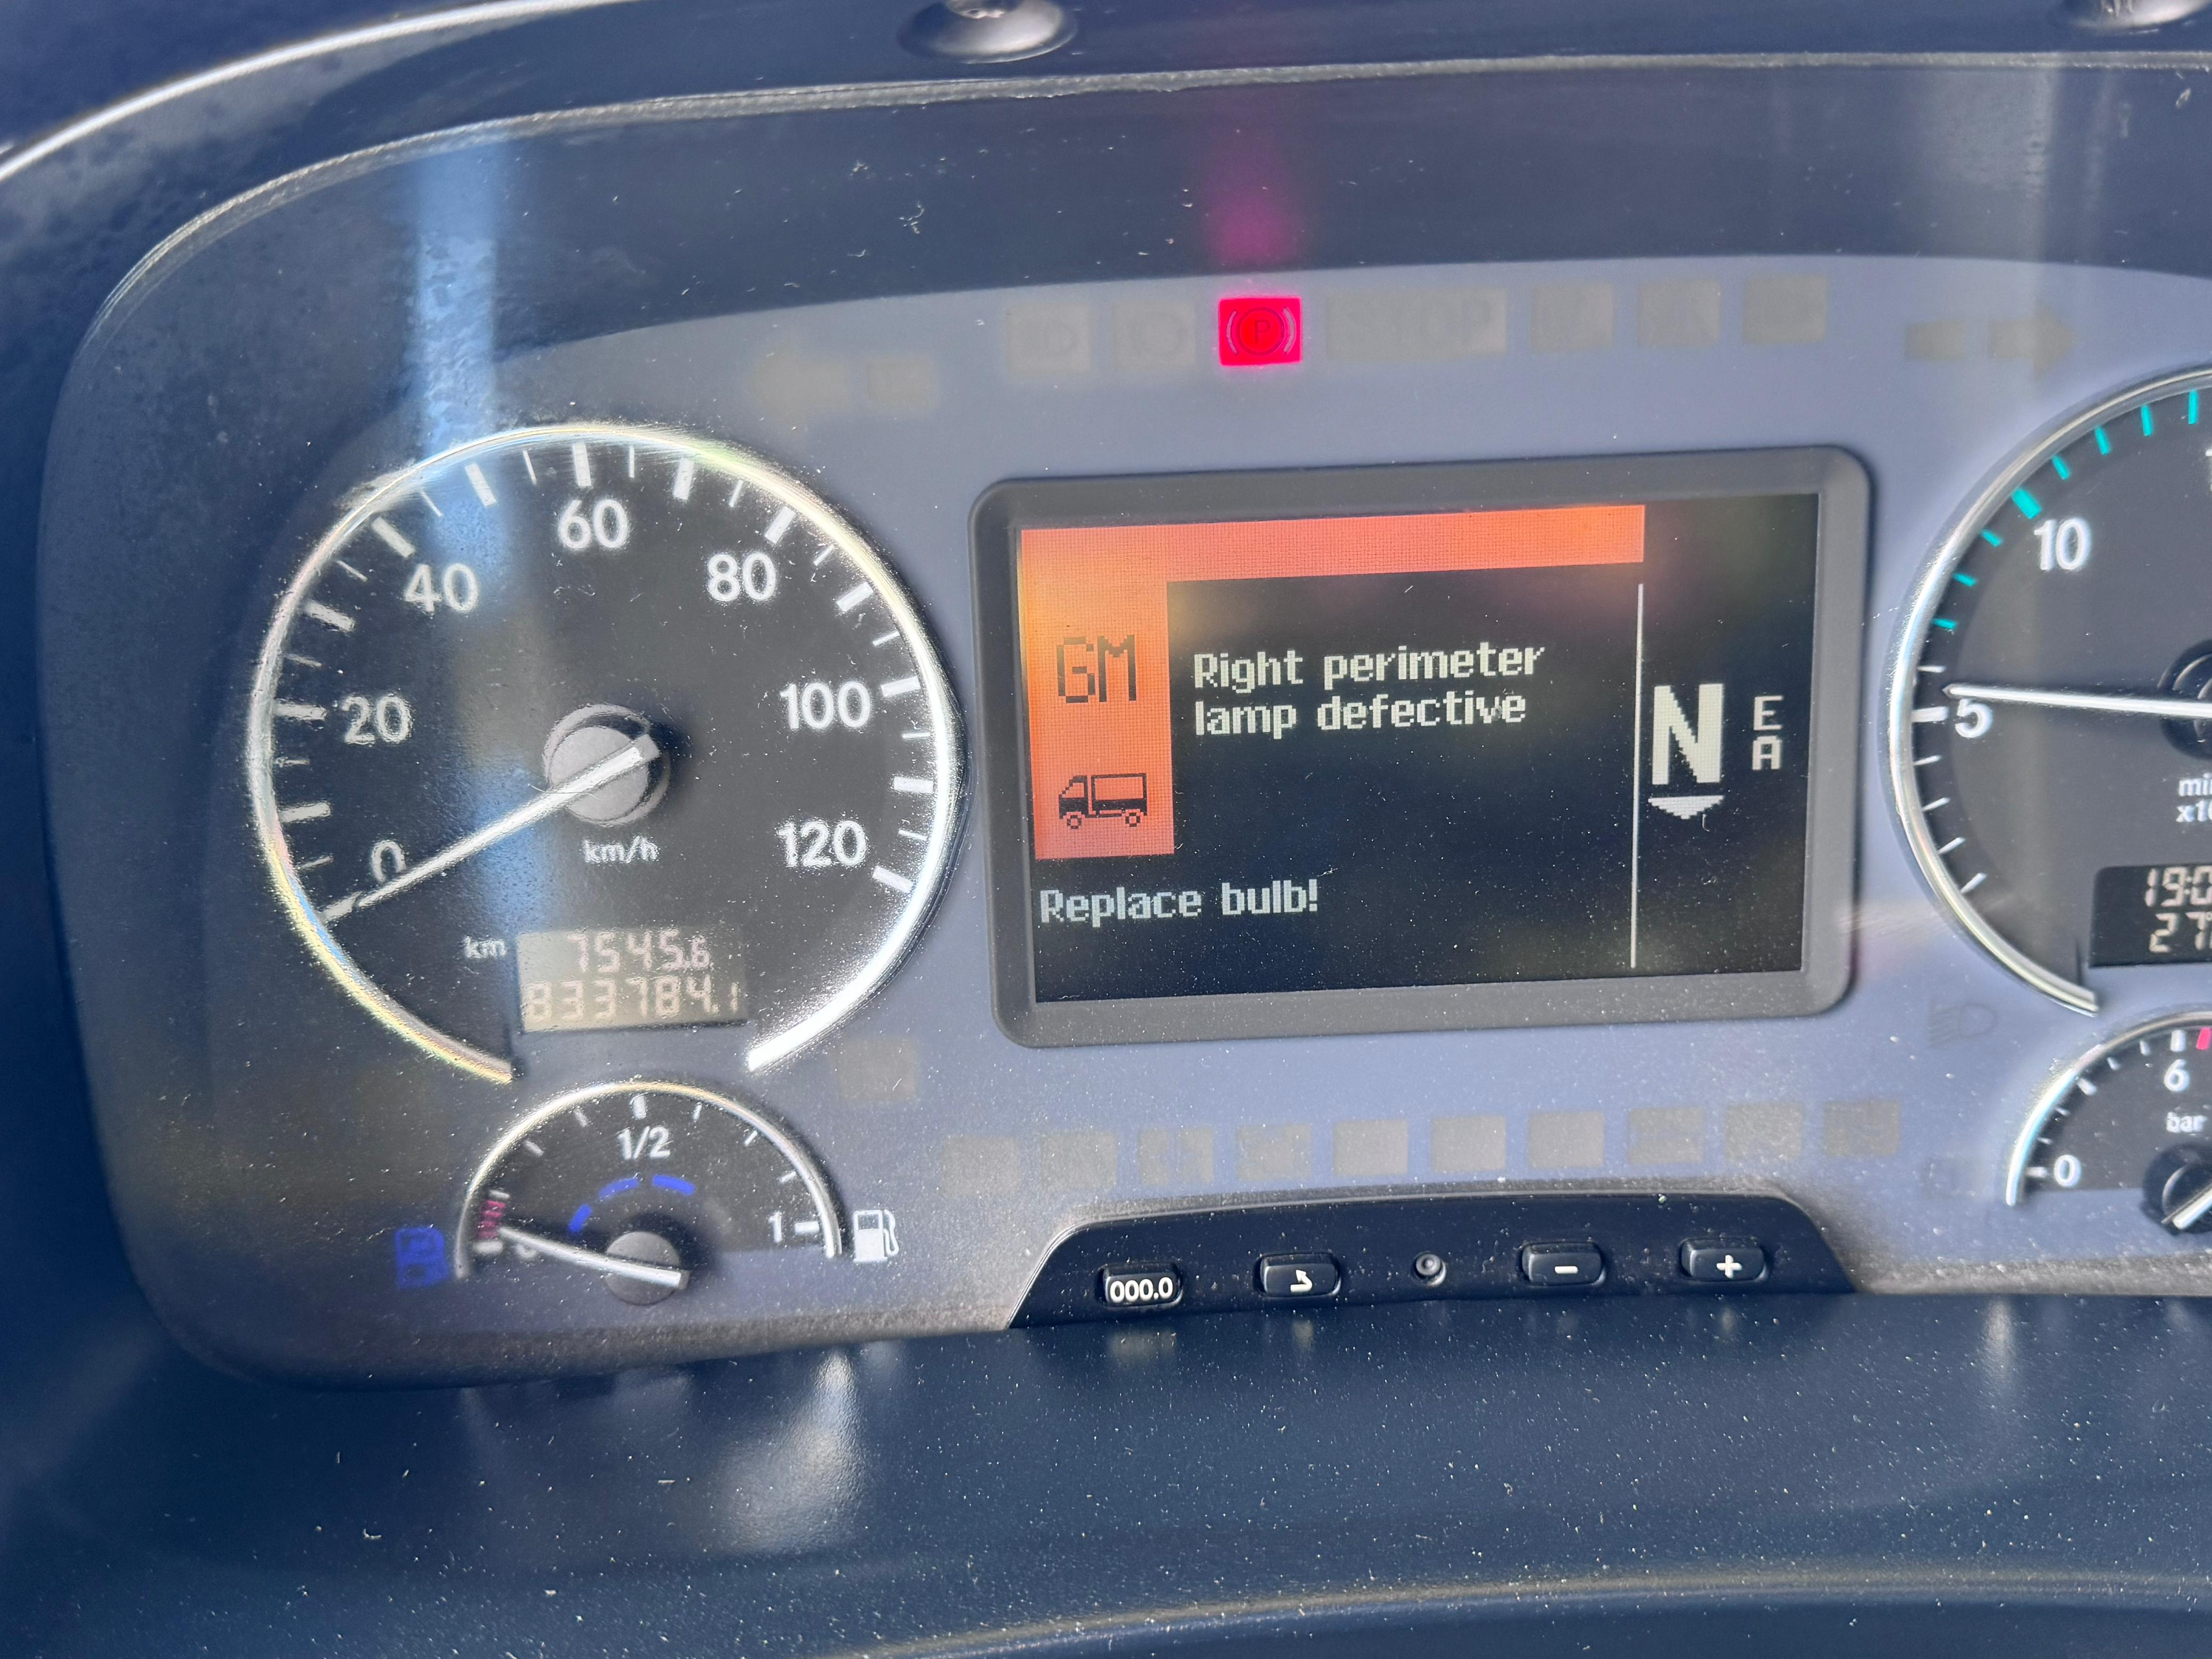 P
40
60
80
20
100
0
120
km/h
km
7545.6
833784.1
GM
Right perimeter
lamp defective
Replace bulb!
N
E
A
10
5
1/2
1
6
bar
0
000.0
-
+